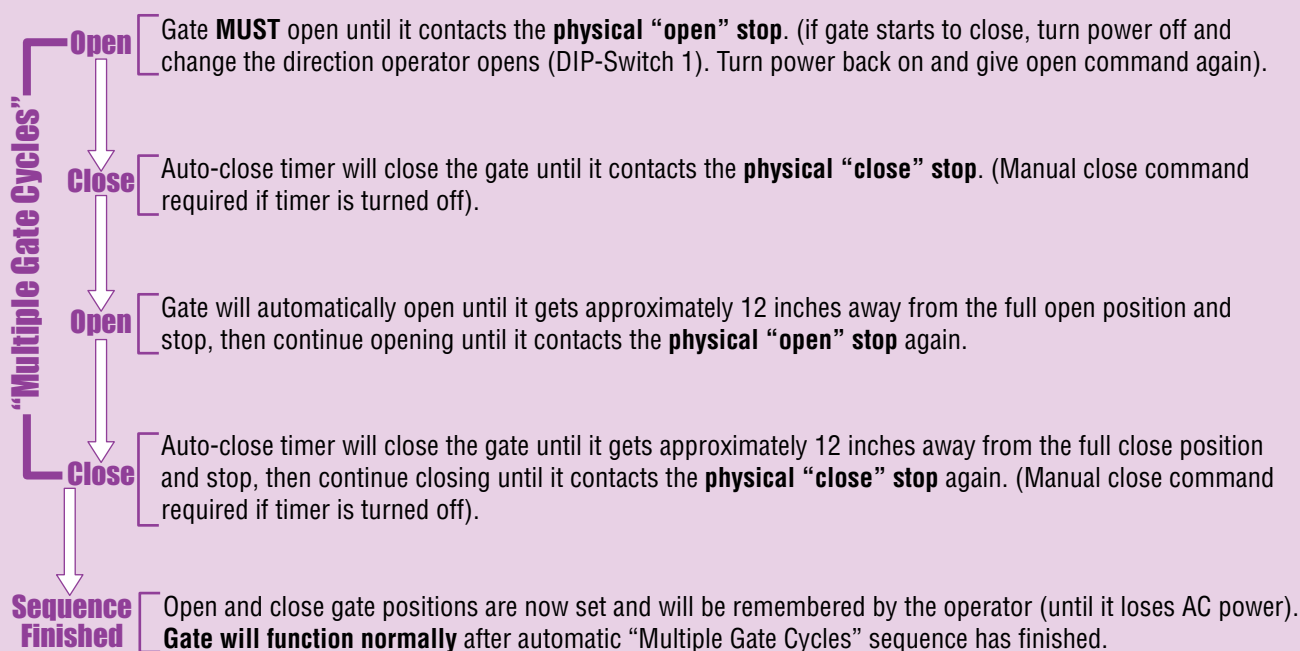 "Multiple Gate Cycles"
Open
Gate MUST open until it contacts the physical “open” stop. (if gate starts to close, turn power off and
change the direction operator opens (DIP-Switch 1). Turn power back on and give open command again).
Close
Auto-close timer will close the gate until it contacts the physical “close” stop. (Manual close command
required if timer is turned off).
Open
Gate will automatically open until it gets approximately 12 inches away from the full open position and
stop, then continue opening until it contacts the physical “open” stop again.
Close
Auto-close timer will close the gate until it gets approximately 12 inches away from the full close position
and stop, then continue closing until it contacts the physical “close” stop again. (Manual close command
required if timer is turned off).
Sequence
Finished
Open and close gate positions are now set and will be remembered by the operator (until it loses AC power).
Gate will function normally after automatic “Multiple Gate Cycles” sequence has finished.